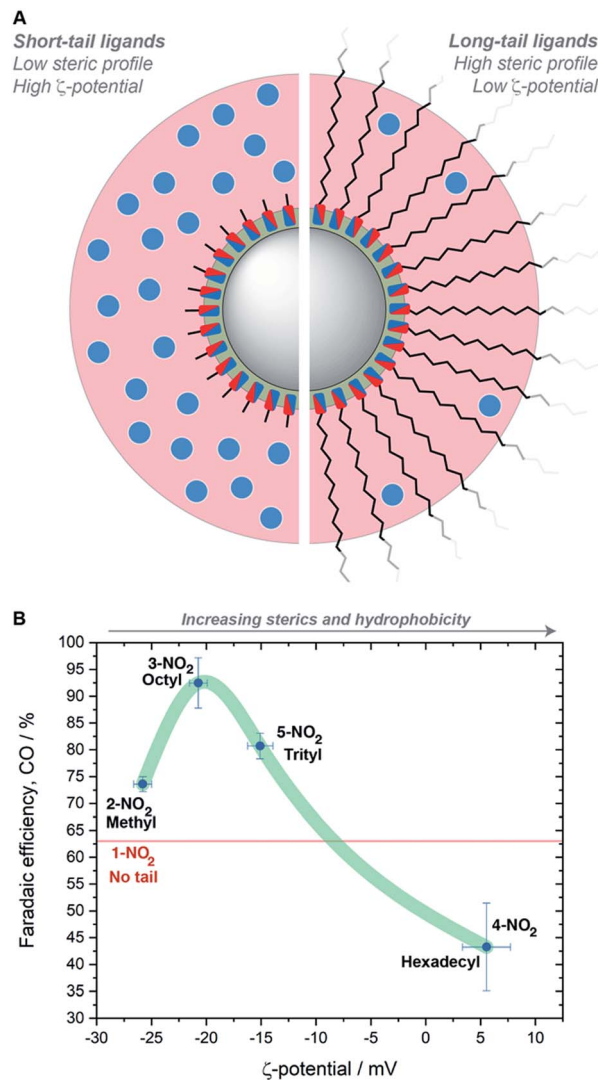 A
Short-tail ligands
Low steric profile
High ζ-potential
Long-tail ligands
High steric profile
Low ζ-potential
B
Increasing sterics and hydrophobicity
100
95
90
85
80
75
70
65
60
55
50
45
40
35
30
Faradaic efficiency, CO / %
3-NO₂
Octyl
5-NO₂
Trityl
2-NO₂
Methyl
1-NO₂
No tail
4-NO₂
Hexadecyl
-30 -25 -20 -15 -10 -5 0 5 10
ζ-potential / mV